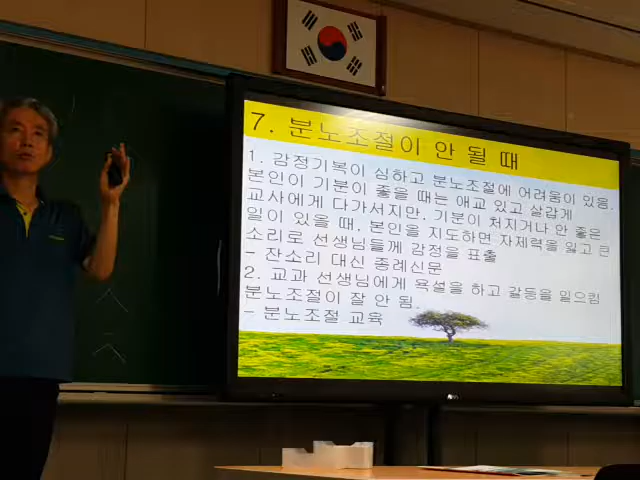 7. 분노조절이 안 될 때
1. 감정기복이 심하고 분노조절에 어려움이 있음.
본인이 기분이 좋을 때는 애교 있고 살갑게
교사에게 다가서지만, 기분이 처지거나 안 좋은
일이 있을 때, 본인을 지도하면 자제력을 잃고 큰
소리로 선생님들께 감정을 표출
- 잔소리 대신 종례신문
2. 교과 선생님에게 욕설을 하고 갈등을 일으킴
분노조절이 잘 안 됨.
- 분노조절 교육